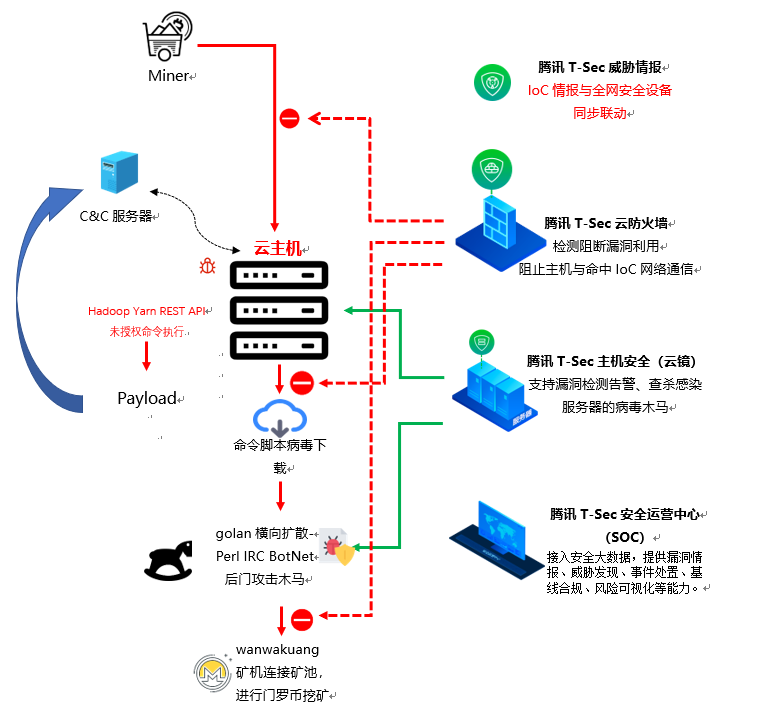 Miner
C&C 服务器
云主机
Hadoop Yarn REST API
未授权命令执行
Payload
命令脚本病毒下
载
golan 横向扩散-
Perl IRC BotNet
后门攻击木马
wanwakuang
矿机连接矿池，
进行门罗币挖矿
腾讯 T-Sec 威胁情报
IoC 情报与全网安全设备
同步联动
腾讯 T-Sec 云防火墙
检测阻断漏洞利用
阻止主机与命中 IoC 网络通信
腾讯 T-Sec 主机安全（云镜）
支持漏洞检测告警、查杀感染
服务器的病毒木马
服务器
腾讯 T-Sec 安全运营中心
（SOC）
接入安全大数据，提供漏洞情
报、威胁发现、事件处置、基
线合规、风险可视化等能力。